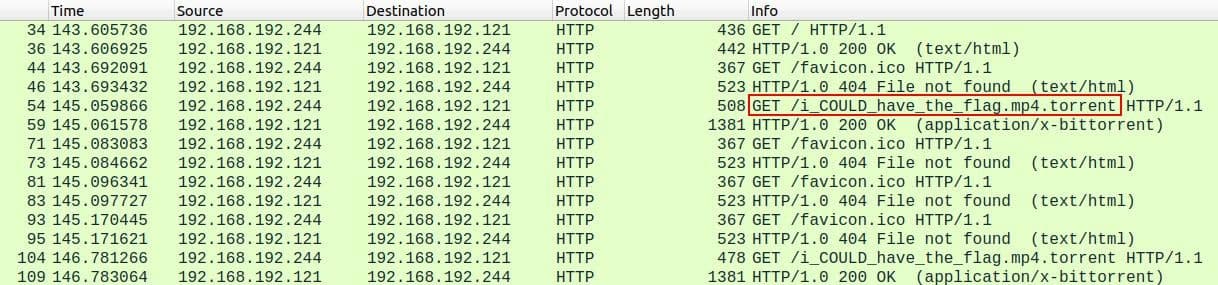 Time Source Destination Protocol Length Info
34 143.605736 192.168.192.244 192.168.192.121 HTTP 436 GET / HTTP/1.1
36 143.606925 192.168.192.121 192.168.192.244 HTTP 442 HTTP/1.0 200 OK (text/html)
44 143.692091 192.168.192.244 192.168.192.121 HTTP 367 GET /favicon.ico HTTP/1.1
46 143.693432 192.168.192.121 192.168.192.244 HTTP 523 HTTP/1.0 404 File not found (text/html)
54 145.059866 192.168.192.244 192.168.192.121 HTTP 508 GET /i_COULD_have_the_flag.mp4.torrent HTTP/1.1
59 145.061578 192.168.192.121 192.168.192.244 HTTP 1381 HTTP/1.0 200 OK (application/x-bittorrent)
71 145.083083 192.168.192.244 192.168.192.121 HTTP 367 GET /favicon.ico HTTP/1.1
73 145.084662 192.168.192.121 192.168.192.244 HTTP 523 HTTP/1.0 404 File not found (text/html)
81 145.096341 192.168.192.244 192.168.192.121 HTTP 367 GET /favicon.ico HTTP/1.1
83 145.097727 192.168.192.121 192.168.192.244 HTTP 523 HTTP/1.0 404 File not found (text/html)
93 145.170445 192.168.192.244 192.168.192.121 HTTP 367 GET /favicon.ico HTTP/1.1
95 145.171621 192.168.192.121 192.168.192.244 HTTP 523 HTTP/1.0 404 File not found (text/html)
104 146.781266 192.168.192.244 192.168.192.121 HTTP 478 GET /i_COULD_have_the_flag.mp4.torrent HTTP/1.1
109 146.783064 192.168.192.121 192.168.192.244 HTTP 1381 HTTP/1.0 200 OK (application/x-bittorrent)